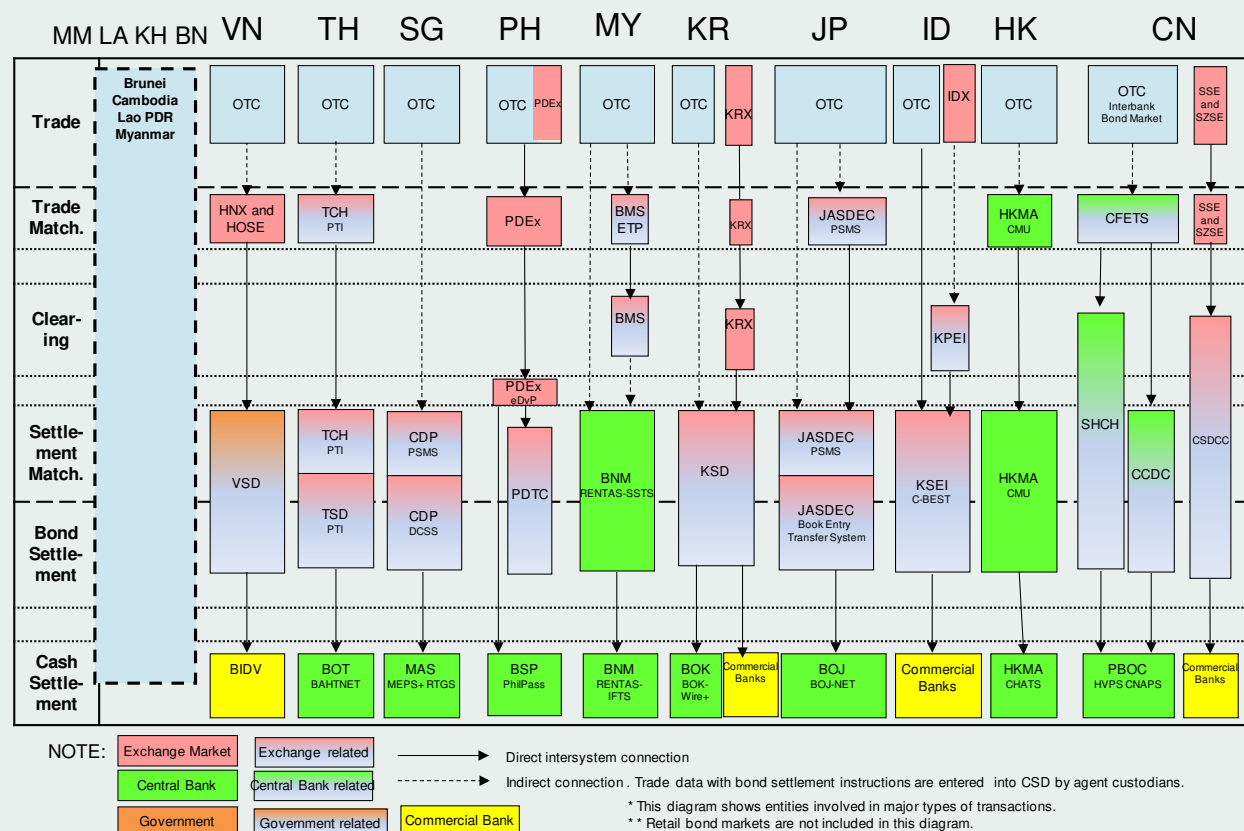 MM LA KH BN VN TH SG PH MY KR JP ID HK CN
Trade
Brunei
Cambodia
Lao PDR
Myanmar
OTC
OTC
OTC
OTC
PDEx
OTC
OTC
KRX
OTC
OTC
IDX
OTC
OTC
Interbank
Bond Market
SSE
and
SZSE
Trade
Match.
HNX and
HOSE
TCH
PTI
PDEx
BMS
ETP
KRX
JASDEC
PSMS
HKMA
CMU
CFETS
SSE
and
SZSE
Clear-
ing
BMS
KRX
KPEI
PDEx
eDvP
Settle-
ment
Match.
Bond
Settle-
ment
VSD
TCH
PTI
TSD
PTI
CDP
PSMS
CDP
DCSS
PDTC
BNM
RENTAS-SSTS
KSD
JASDEC
PSMS
JASDEC
Book Entry
Transfer System
KSEI
C-BEST
HKMA
CMU
SHCH
CCDC
CSDCC
Cash
Settle-
ment
BIDV
BOT
BAHTNET
MAS
MEPS+ RTGS
BSP
PhilPass
BNM
RENTAS-
IFTS
BOK
BOK-
Wire+
Commercial
Banks
BOJ
BOJ-NET
Commercial
Banks
HKMA
CHATS
PBOC
HVPS CNAPS
Commercial
Banks
NOTE:
Exchange Market
Exchange related
Direct intersystem connection
Central Bank
Central Bank related
Indirect connection . Trade data with bond settlement instructions are entered into CSD by agent custodians.
Government
Government related
Commercial Bank
* This diagram shows entities involved in major types of transactions.
* * Retail bond markets are not included in this diagram.